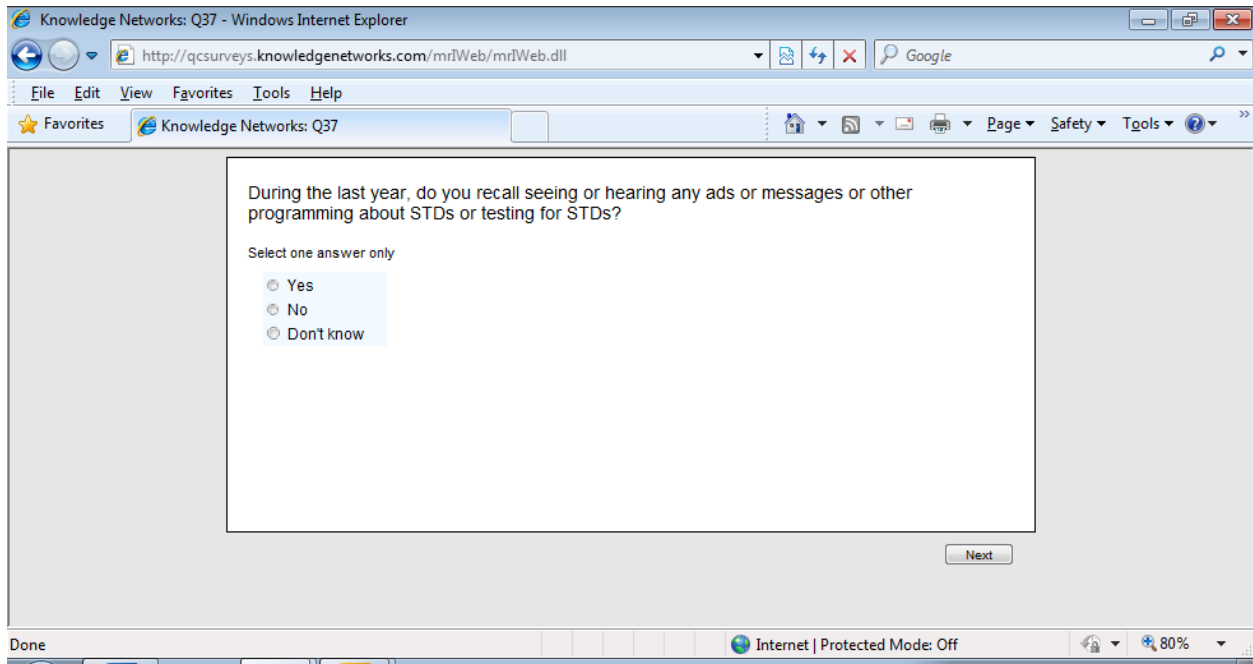 Knowledge Networks: Q37 - Windows Internet Explorer
http://qcsurveys.knowledgenetworks.com/mrIWeb/mrIWeb.dll
Google
File Edit View Favorites Tools Help
Favorites Knowledge Networks: Q37 Page Safety Tools »
During the last year, do you recall seeing or hearing any ads or messages or other
programming about STDs or testing for STDs?
Select one answer only
Yes
No
Don't know
Next
Done Internet | Protected Mode: Off 80%